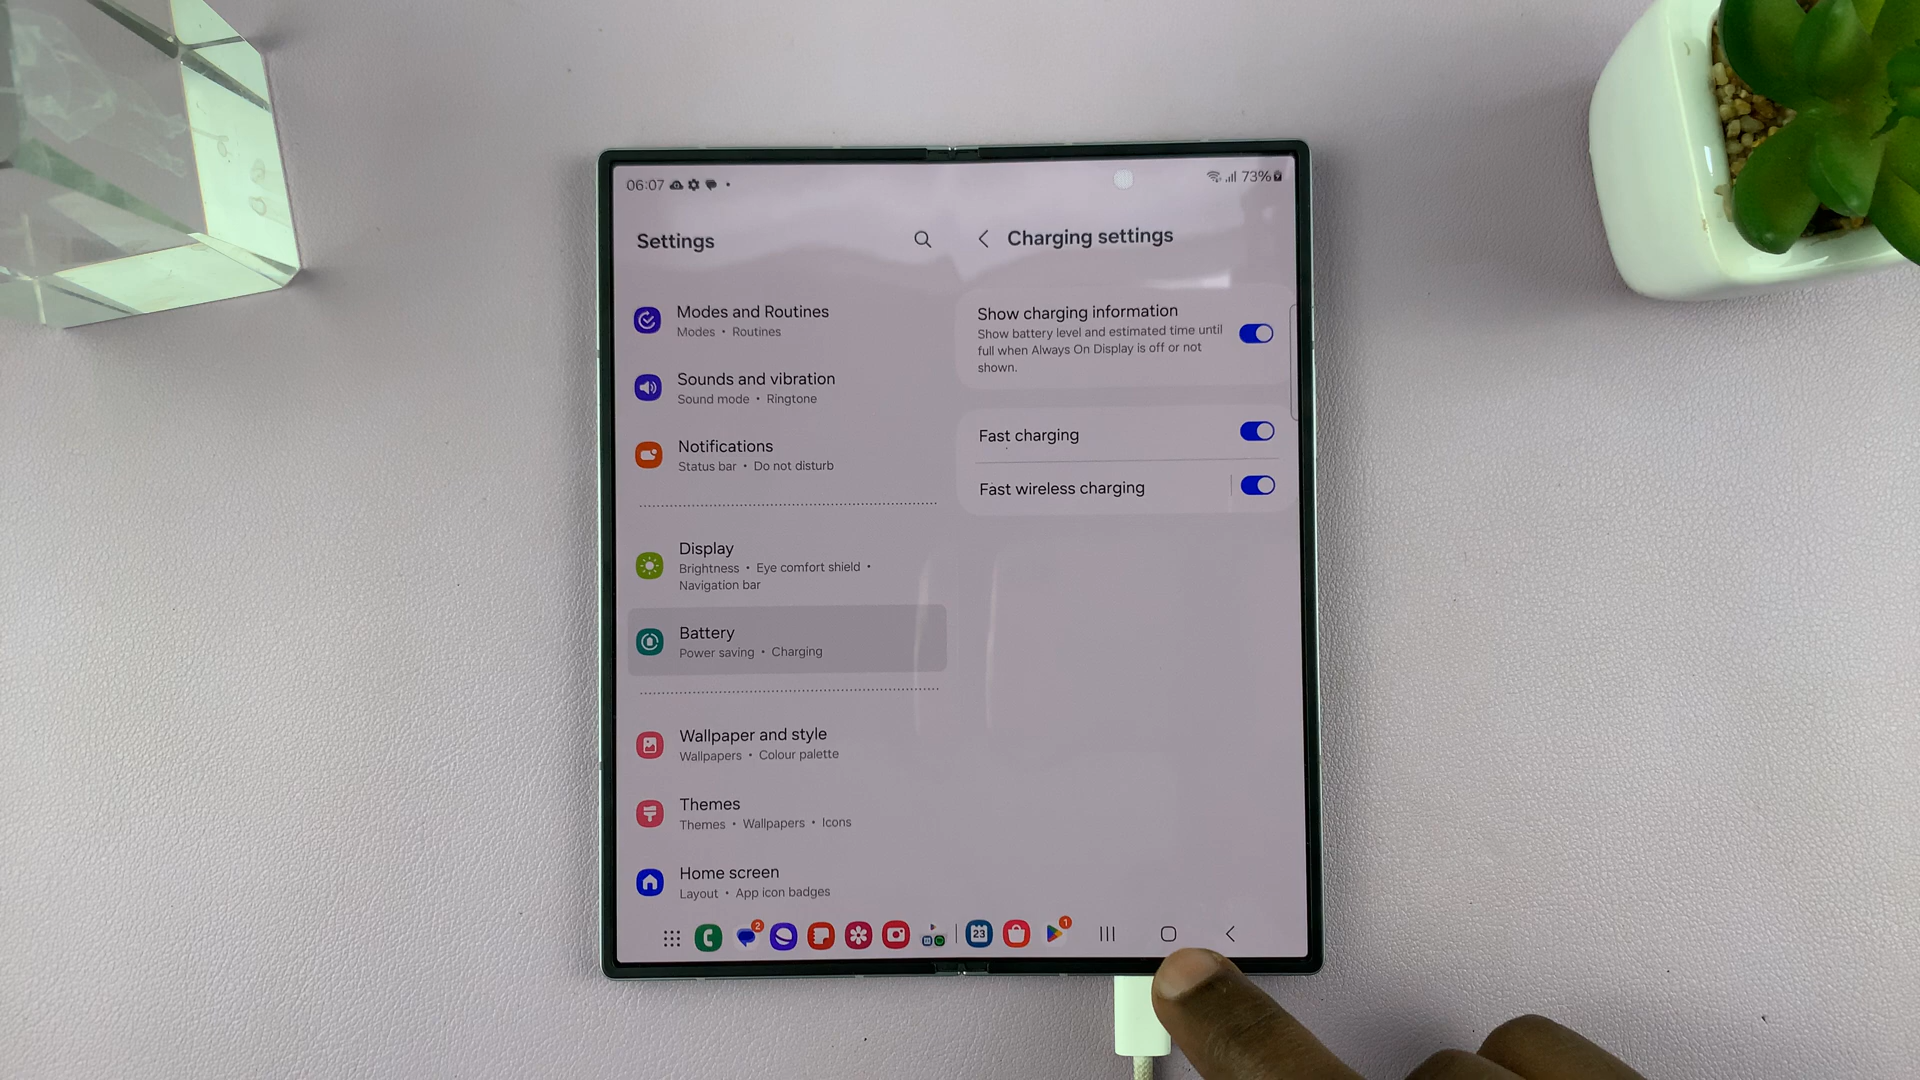 06:07
73%
Settings
Modes and Routines
Modes • Routines
Sounds and vibration
Sound mode • Ringtone
Notifications
Status bar • Do not disturb
Display
Brightness • Eye comfort shield •
Navigation bar
Battery
Power saving • Charging
Wallpaper and style
Wallpapers • Colour palette
Themes
Themes • Wallpapers • Icons
Home screen
Layout • App icon badges
Charging settings
Show charging information
Show battery level and estimated time until
full when Always On Display is off or not
shown.
Fast charging
Fast wireless charging
2
23
1